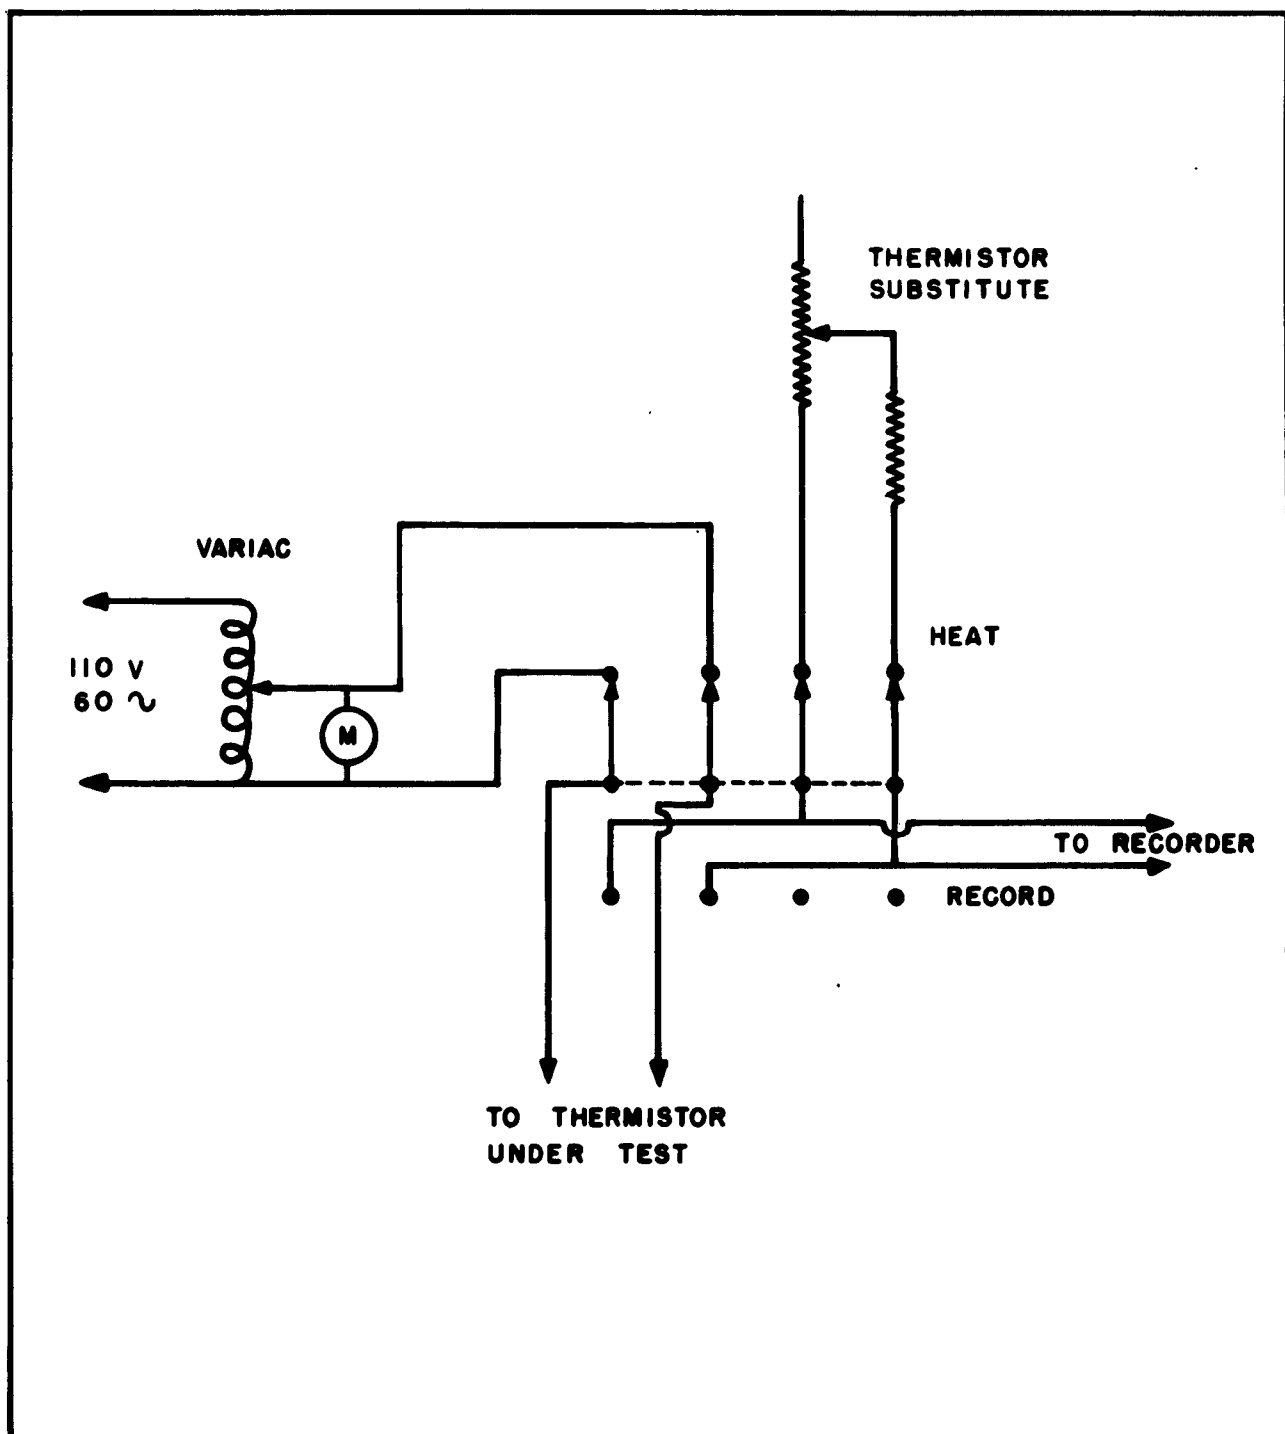 THERMISTOR
SUBSTITUTE
VARIAC
HEAT
110 V
60 ~
M
TO RECORDER
RECORD
TO THERMISTOR
UNDER TEST